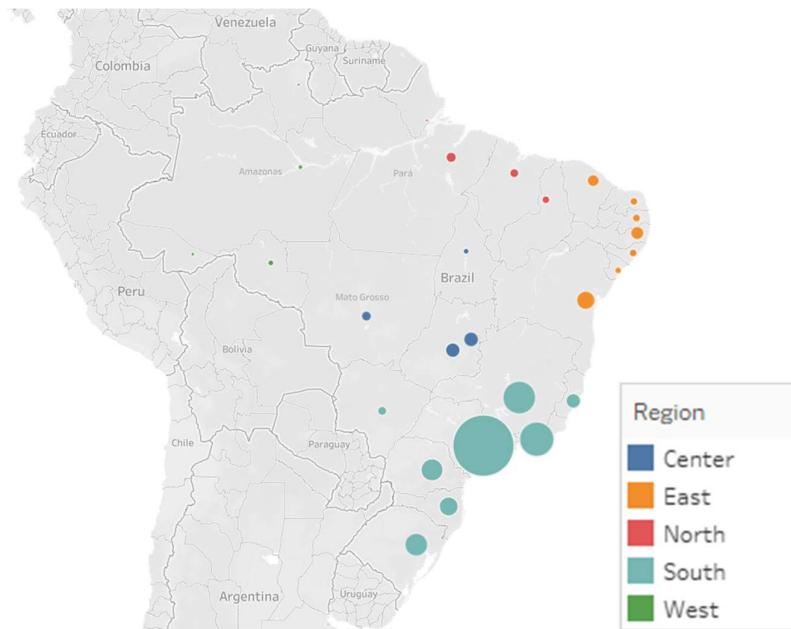 Venezuela
Guyana
Suriname
Colombia
Ecuador
Amazonas
Pará
Peru
Brazil
Mato Grosso
Bolivia
Chile
Paraguay
Argentina
Uruguay
Region
Center
East
North
South
West